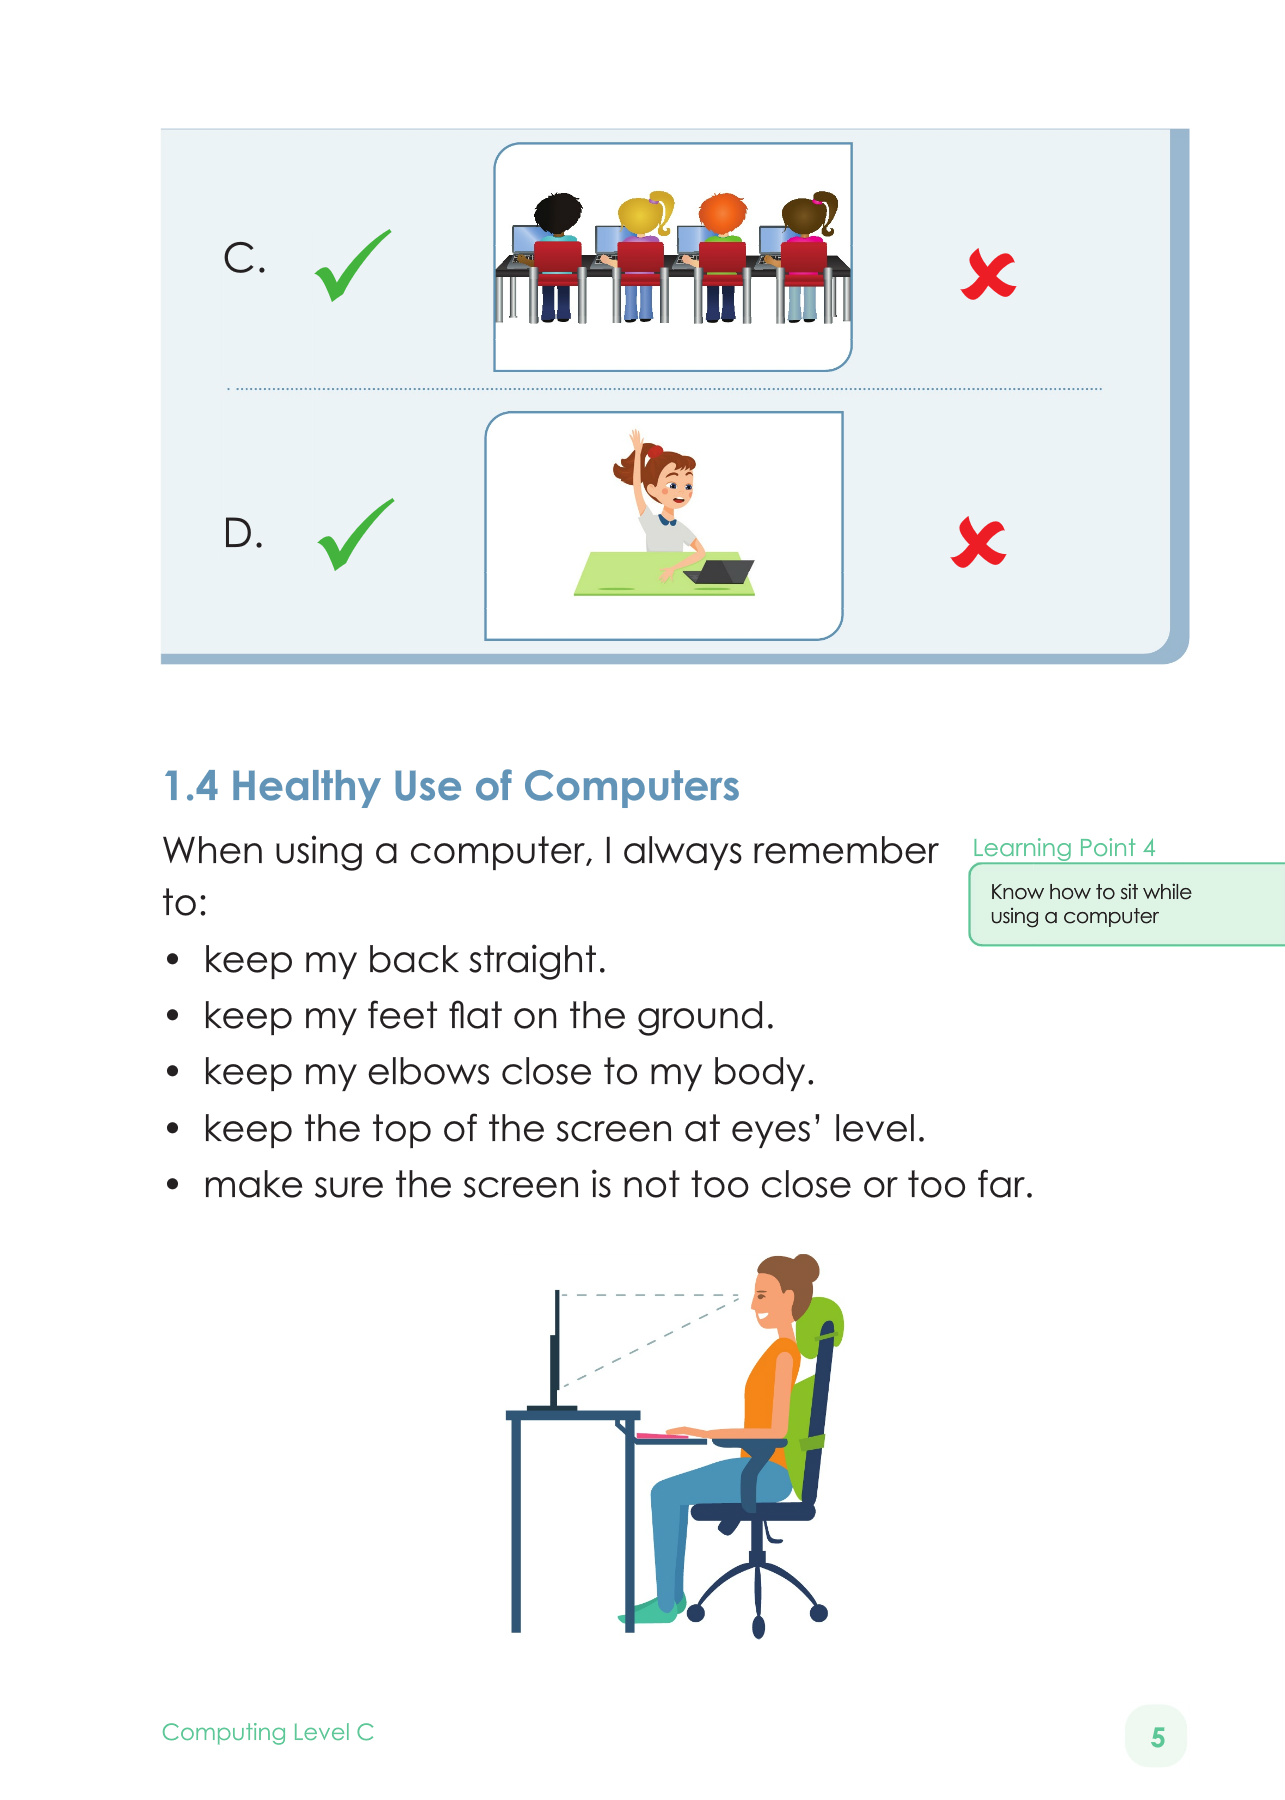 C.
D.
1.4 Healthy Use of Computers
When using a computer, I always remember
to:
Learning Point 4
Know how to sit while
using a computer
• keep my back straight.
• keep my feet flat on the ground.
• keep my elbows close to my body.
• keep the top of the screen at eyes’ level.
• make sure the screen is not too close or too far.
Computing Level C
5